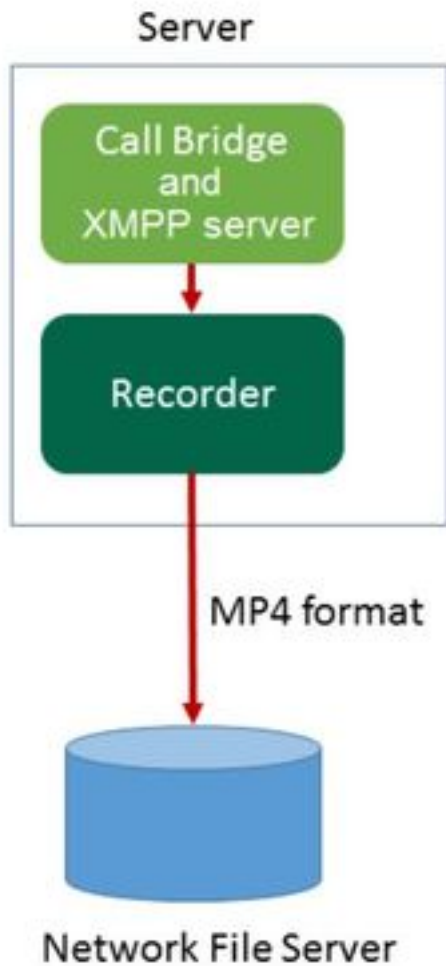 Server
Call Bridge
and
XMPP server
Recorder
MP4 format
Network File Server